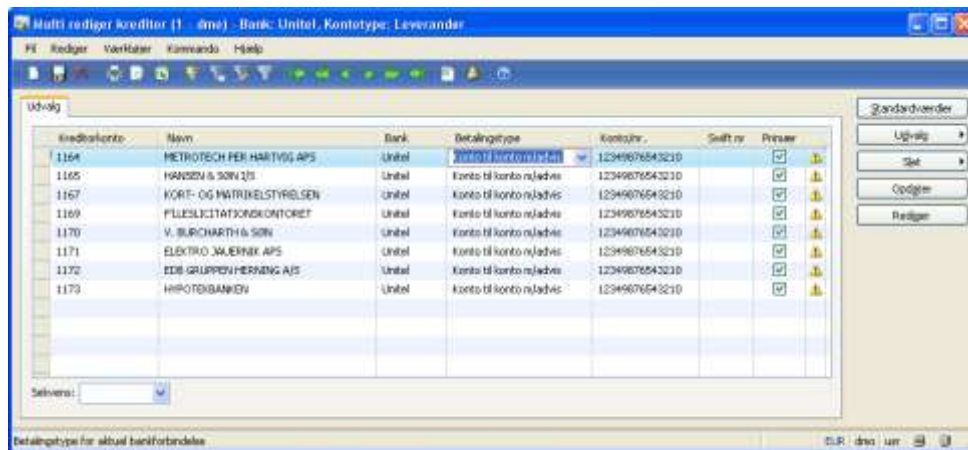 Multi rediger kreditor (1 - dmo) - Bank: Unitel, Kontotype: Leverandør
Fil Rediger Værktøjer Kommando Hjælp
Udvalg
Standardværdier
Kreditorkonto Navn Bank Betalingstype Kontonr. Swift nr Primær
Udvalg
1164 METROTECH PER HARTVIG APS Unitel Konto til konto m/advis 12349876543210
Slet
1165 HANSEN & SØN I/S Unitel Konto til konto m/advis 12349876543210
1167 KORT- OG MATRIKELSTYRELSEN Unitel Konto til konto m/advis 12349876543210
Opdater
1169 FLLESLICITATIONSKONTORET Unitel Konto til konto m/advis 12349876543210
Rediger
1170 V. BURCHARTH & SØN Unitel Konto til konto m/advis 12349876543210
1171 ELEKTRO JAUERNIK APS Unitel Konto til konto m/advis 12349876543210
1172 EDB GRUPPEN HERNING A/S Unitel Konto til konto m/advis 12349876543210
1173 HYPOTEKBANKEN Unitel Konto til konto m/advis 12349876543210
Sekvens:
Betalingstype for aktuel bankforbindelse
EUR dmo usr